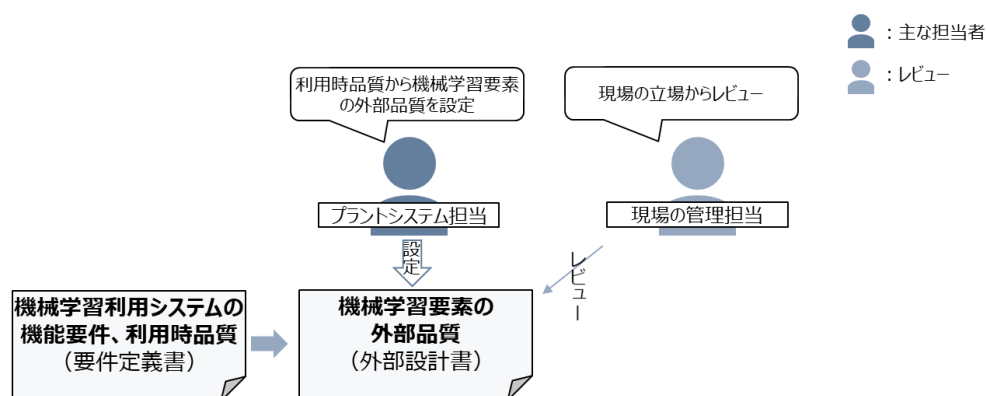 ：主な担当者
：レビュー
利用時品質から機械学習要素
の外部品質を設定
現場の立場からレビュー
プラントシステム担当
現場の管理担当
設定
レビュー
機械学習利用システムの
機能要件、利用時品質
（要件定義書）
機械学習要素の
外部品質
（外部設計書）